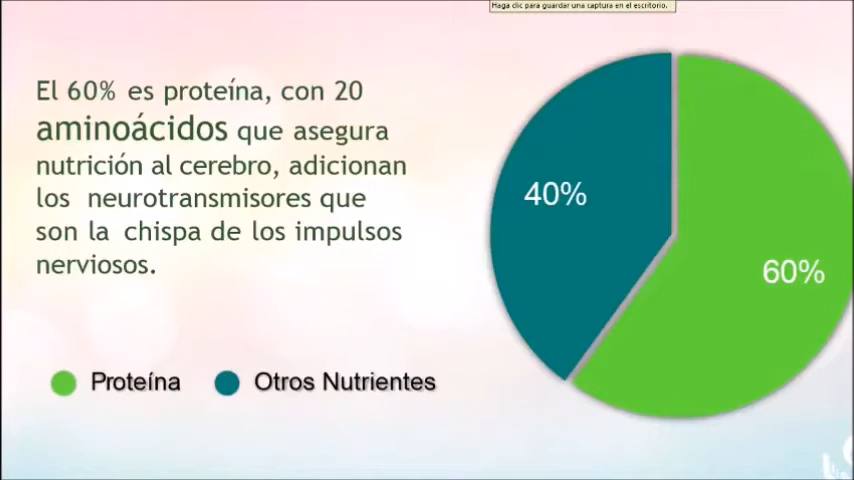 Haga clic para guardar una captura en el escritorio.
El 60% es proteína, con 20
aminoácidos que asegura
nutrición al cerebro, adicionan
los neurotransmisores que
son la chispa de los impulsos
nerviosos.
40%
60%
Proteína
Otros Nutrientes